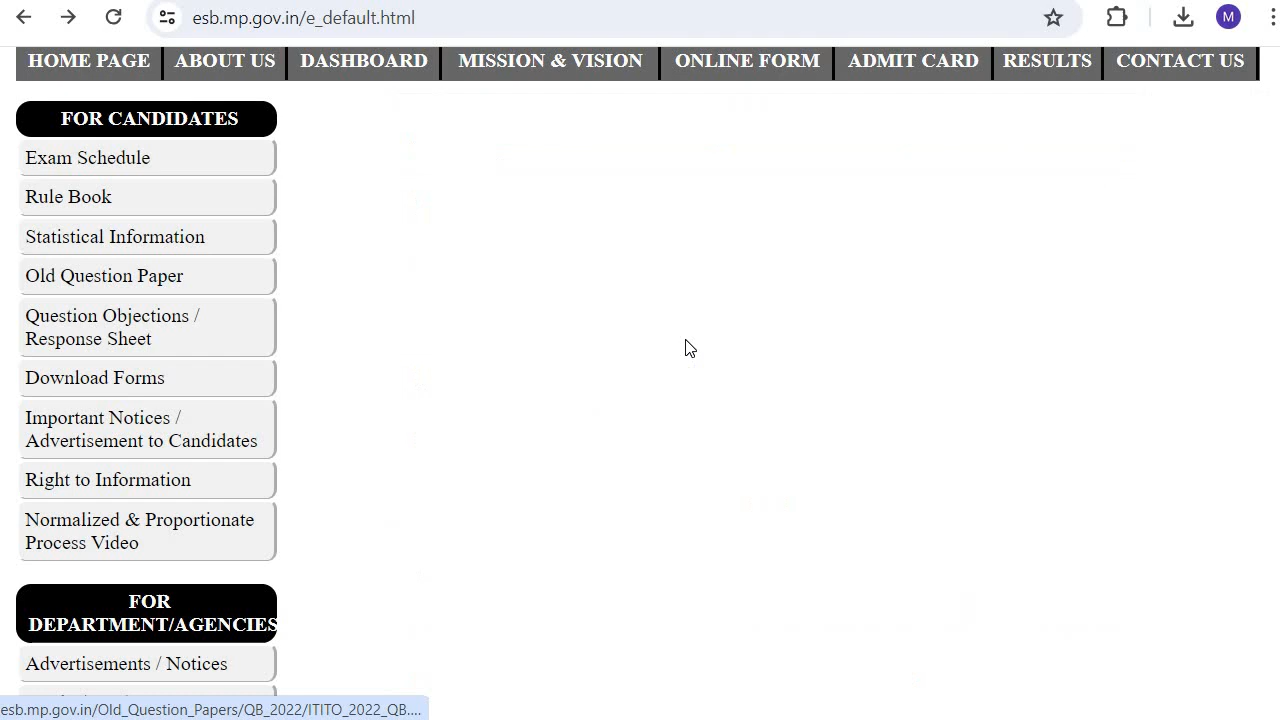 esb.mp.gov.in/e_default.html
M
HOME PAGE ABOUT US DASHBOARD MISSION & VISION ONLINE FORM ADMIT CARD RESULTS CONTACT US
FOR CANDIDATES
Exam Schedule
Rule Book
Statistical Information
Old Question Paper
Question Objections /
Response Sheet
Download Forms
Important Notices /
Advertisement to Candidates
Right to Information
Normalized & Proportionate
Process Video
FOR
DEPARTMENT/AGENCIES
Advertisements / Notices
esb.mp.gov.in/Old_Question_Papers/QB_2022/ITITO_2022_QB....